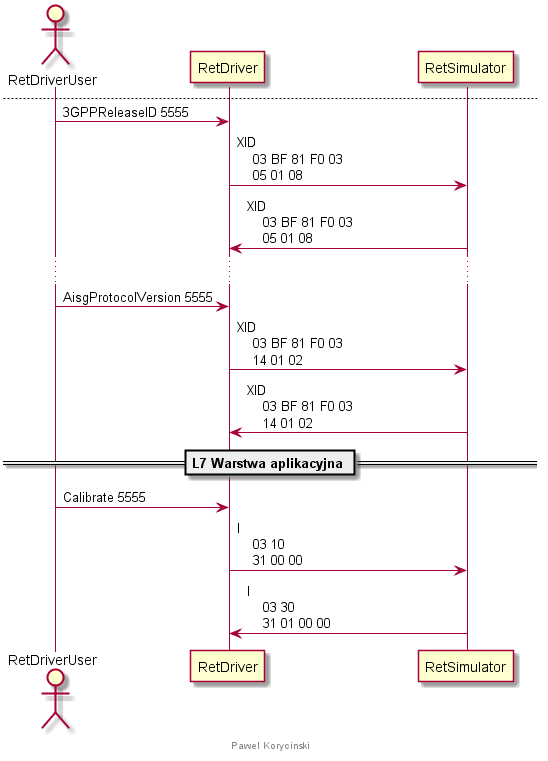 RetDriverUser
RetDriver
RetSimulator
3GPPReleaseID 5555
XID
03 BF 81 F0 03
05 01 08
XID
03 BF 81 F0 03
05 01 08
AisgProtocolVersion 5555
XID
03 BF 81 F0 03
14 01 02
XID
03 BF 81 F0 03
14 01 02
L7 Warstwa aplikacyjna
Calibrate 5555
I
03 10
31 00 00
I
03 30
31 01 00 00
RetDriverUser
RetDriver
RetSimulator
Pawel Korycinski